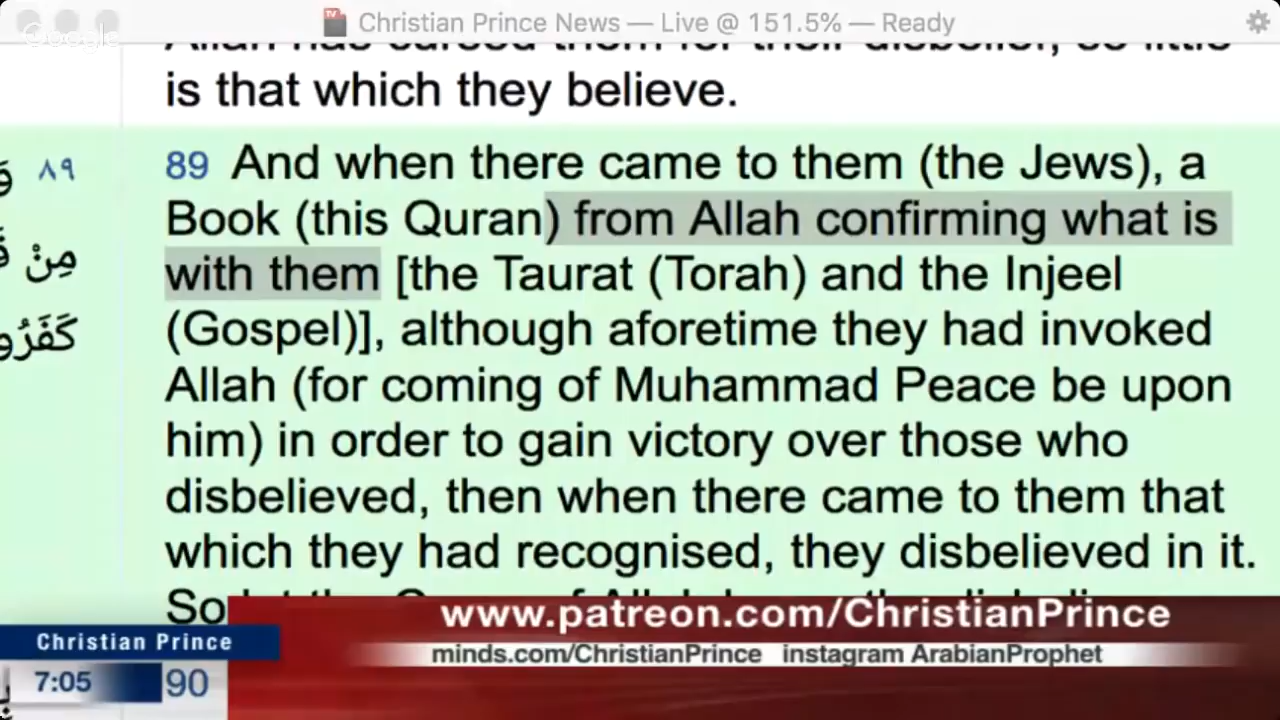 Christian Prince News — Live @ 151.5% — Ready
Google
is that which they believe.
٨٩
89 And when there came to them (the Jews), a
Book (this Quran) from Allah confirming what is
مِنْ
with them [the Taurat (Torah) and the Injeel
(Gospel)], although aforetime they had invoked
Allah (for coming of Muhammad Peace be upon
him) in order to gain victory over those who
disbelieved, then when there came to them that
which they had recognised, they disbelieved in it.
So
www.patreon.com/ChristianPrince
Christian Prince
minds.com/ChristianPrince instagram ArabianProphet
7:05
90